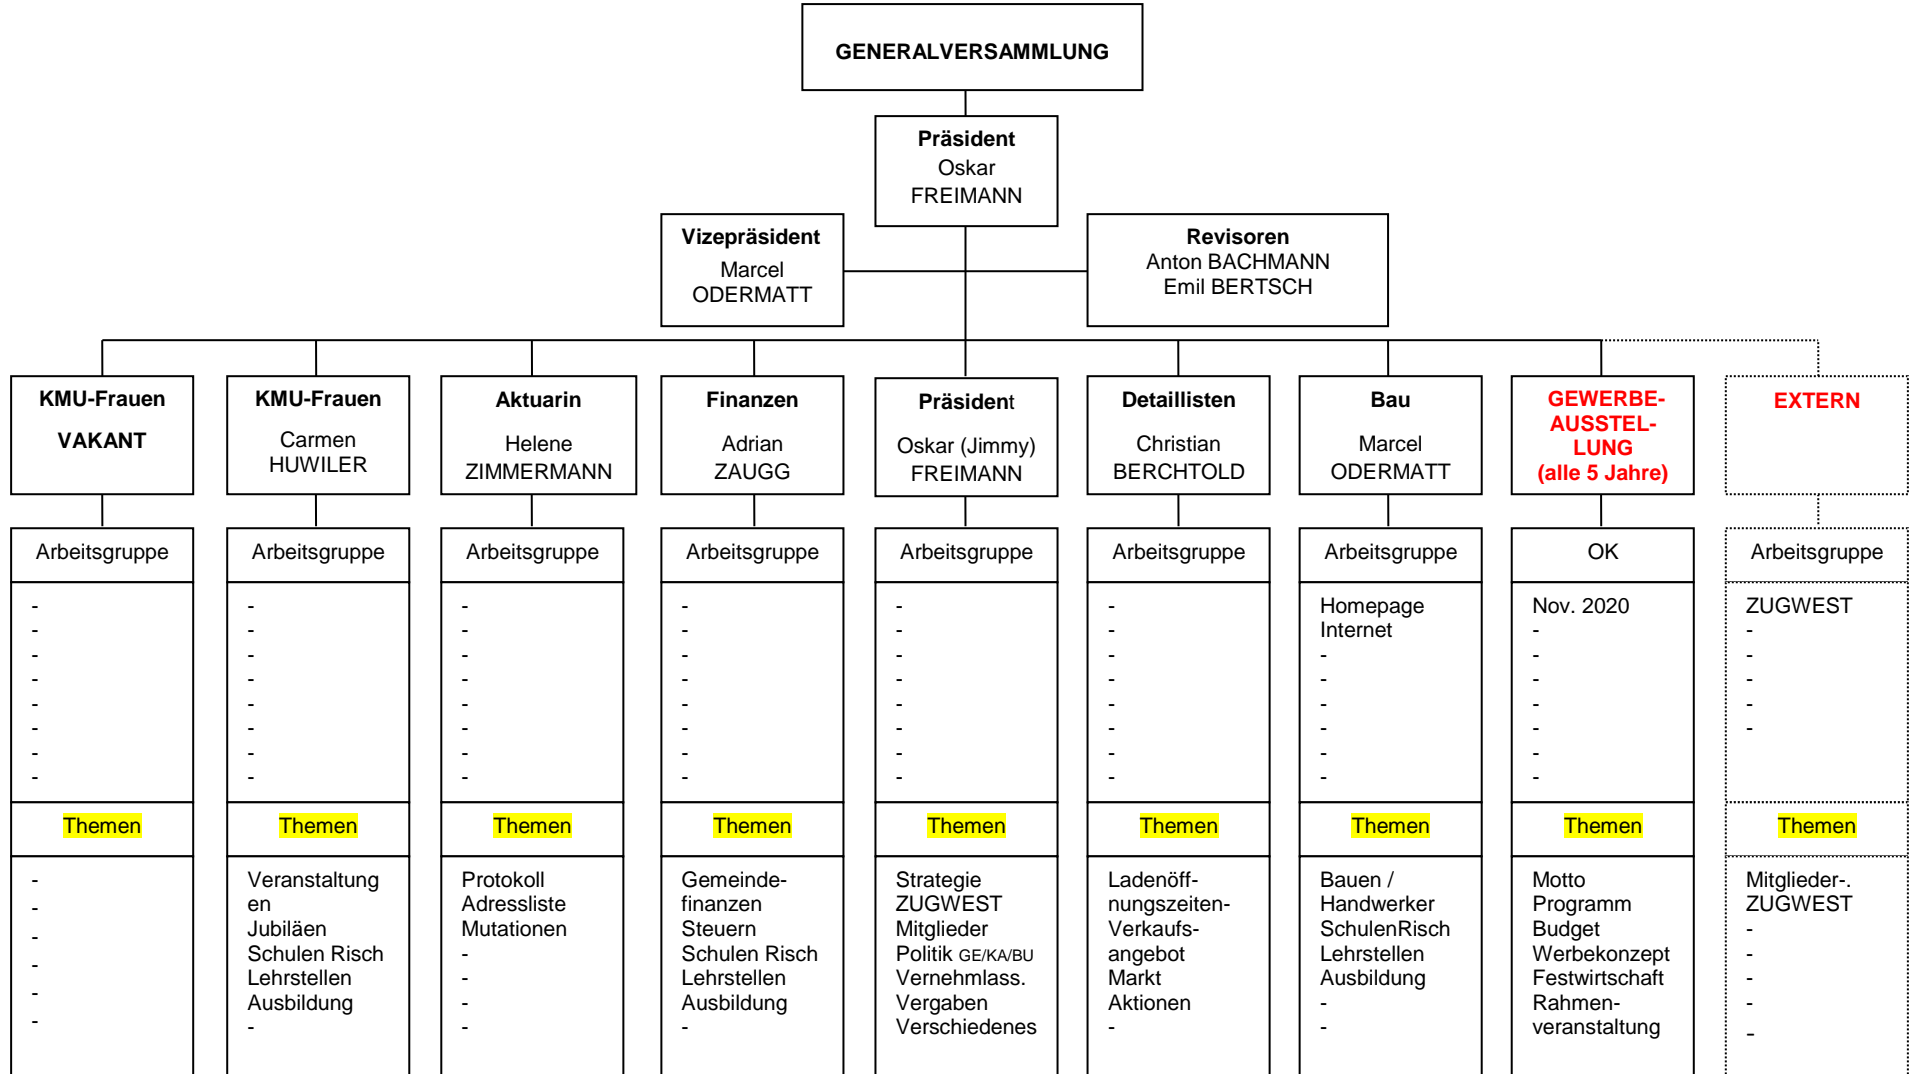 GENERALVERSAMMLUNG
Präsident
Oskar
FREIMANN
Vizepräsident
Marcel
ODERMATT
Revisoren
Anton BACHMANN
Emil BERTSCH
KMU-Frauen
VAKANT
Arbeitsgruppe
-
-
-
-
-
-
-
-
Themen
-
-
-
-
-
-
KMU-Frauen
Carmen
HUWILER
Arbeitsgruppe
-
-
-
-
-
-
-
-
Themen
Veranstaltung
en
Jubiläen
Schulen Risch
Lehrstellen
Ausbildung
-
Aktuarin
Helene
ZIMMERMANN
Arbeitsgruppe
-
-
-
-
-
-
-
-
Themen
Protokoll
Adressliste
Mutationen
-
-
-
-
Finanzen
Adrian
ZAUGG
Arbeitsgruppe
-
-
-
-
-
-
-
-
Themen
Gemeinde-
finanzen
Steuern
Schulen Risch
Lehrstellen
Ausbildung
-
Präsident
Oskar (Jimmy)
FREIMANN
Arbeitsgruppe
-
-
-
-
-
-
-
-
Themen
Strategie
ZUGWEST
Mitglieder
Politik GE/KA/BU
Vernehmlass.
Vergaben
Verschiedenes
Detaillisten
Christian
BERCHTOLD
Arbeitsgruppe
-
-
-
-
-
-
-
-
Themen
Ladenöff-
nungszeiten-
Verkaufs-
angebot
Markt
Aktionen
-
Bau
Marcel
ODERMATT
Arbeitsgruppe
Homepage
Internet
-
-
-
-
-
-
Themen
Bauen /
Handwerker
SchulenRisch
Lehrstellen
Ausbildung
-
-
GEWERBE-
AUSSTEL-
LUNG
(alle 5 Jahre)
OK
Nov. 2020
-
-
-
-
-
-
-
Themen
Motto
Programm
Budget
Werbekonzept
Festwirtschaft
Rahmen-
veranstaltung
EXTERN
Arbeitsgruppe
ZUGWEST
-
-
-
-
-
Themen
Mitglieder-.
ZUGWEST
-
-
-
-
-